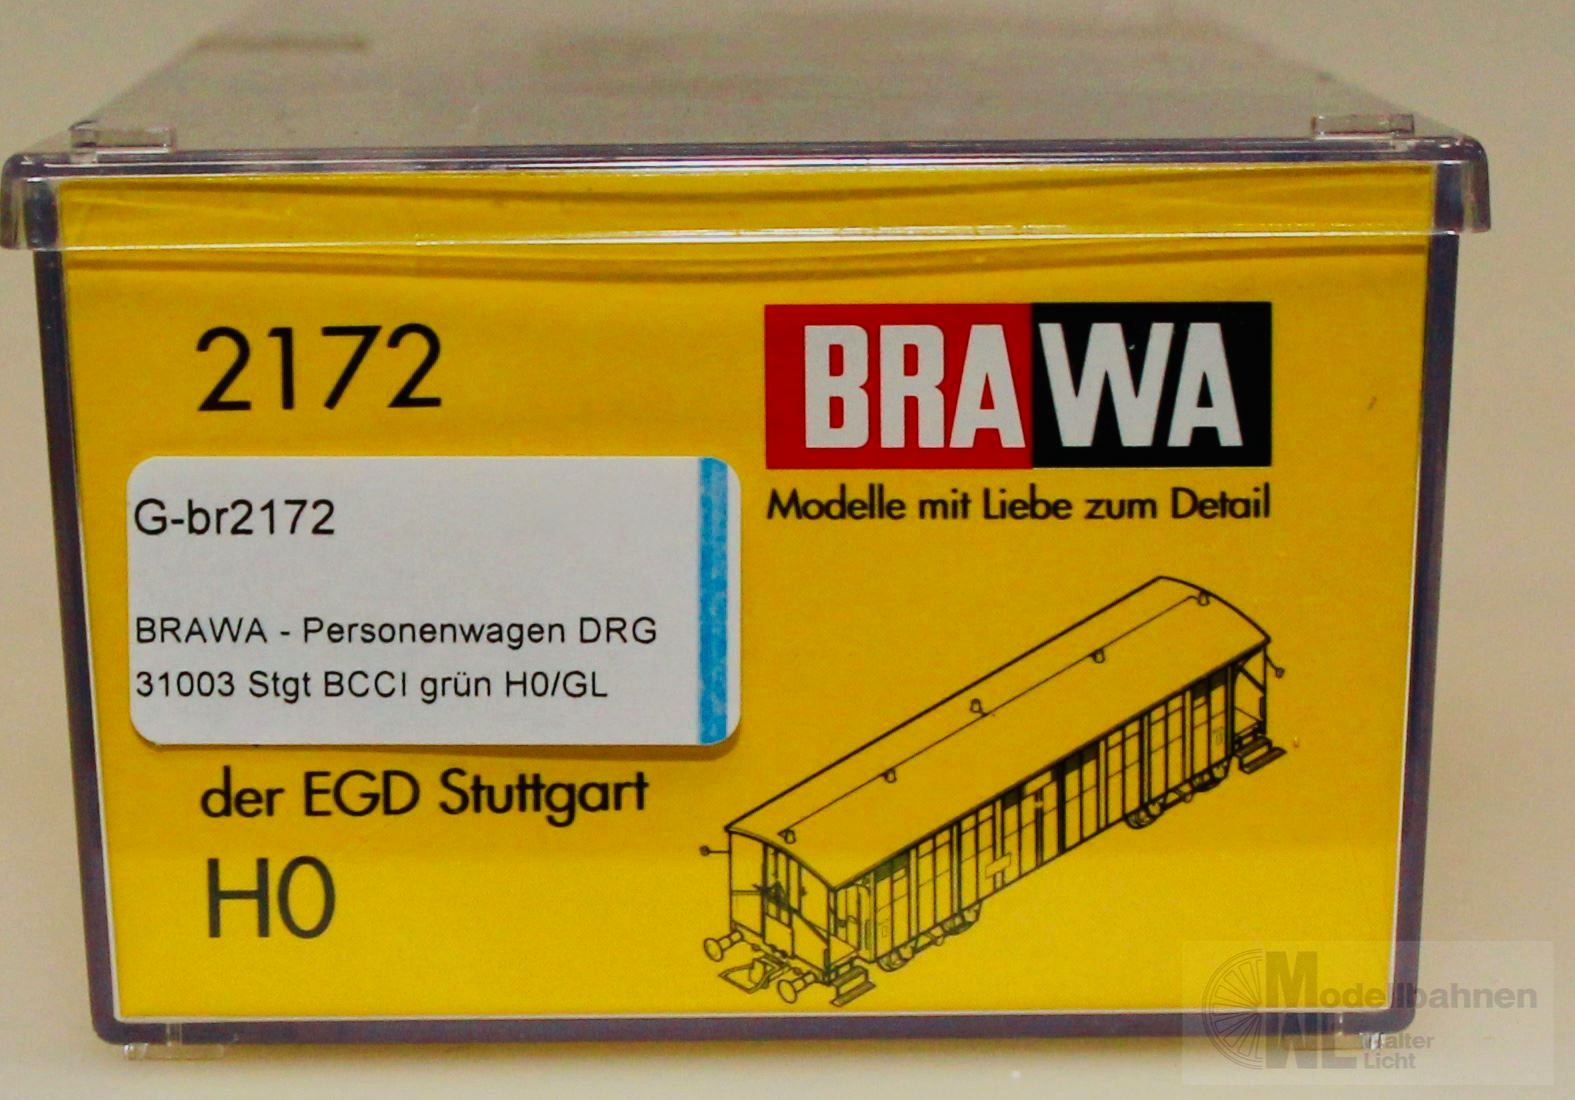 2172
BRAWA
Modelle mit Liebe zum Detail
G-br2172
BRAWA - Personenwagen DRG
31003 Stgt BCCI grün H0/GL
der EGD Stuttgart
H0
Modellbahnen
Walter
Licht